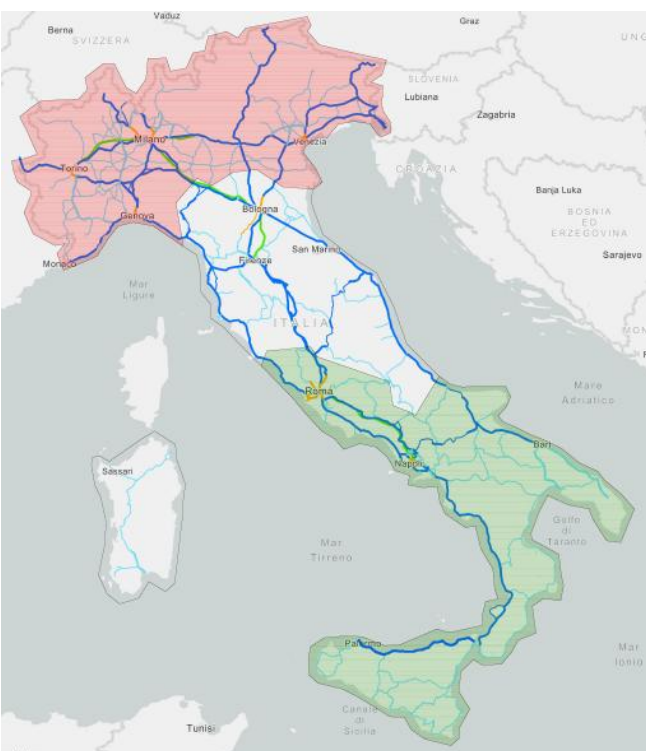 Vaduz
Graz
Berna
SVIZZERA
UNG
SLOVENIA
Lubiana
Zagabria
Milano
Venezia
Torino
CROAZIA
Banja Luka
Genova
Bologna
BOSNIA
ED
ERZEGOVINA
San Marino
Sarajevo
Monaco
Firenze
Mar
Ligure
ITALIA
MON
Roma
Mare
Adriatico
Bari
Napoli
Sassari
Golfo
di
Taranto
Mar
Tirreno
Palermo
Mar
Ionio
Canale
di
Sicilia
Tunisi